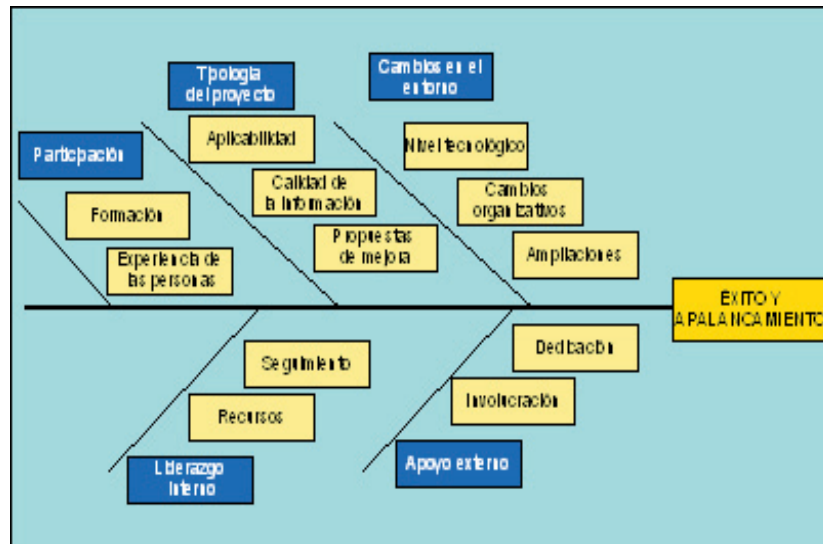 Tipología
del proyecto
Cambios en el
entorno
Participación
Aplicabilidad
Nivel tecnológico
Formación
Calidad de
la información
Cambios
organizativos
Experiencia de
las personas
Propuestas
de mejora
Ampliaciones
ÉXITO Y
APALANCAMIENTO
Seguimiento
Dedicación
Recursos
Involucración
Liderazgo
Interno
Apoyo externo